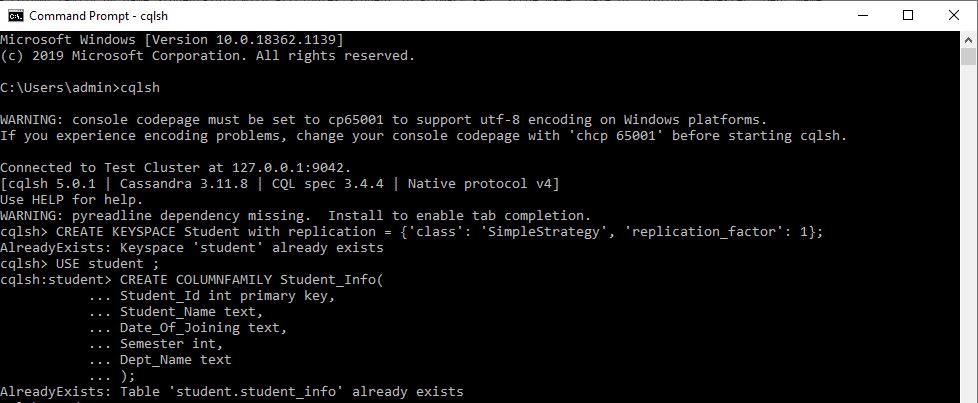 Command Prompt - cqlsh
Microsoft Windows [Version 10.0.18362.1139]
(c) 2019 Microsoft Corporation. All rights reserved.
C:\Users\admin>cqlsh
WARNING: console codepage must be set to cp65001 to support utf-8 encoding on Windows platforms.
If you experience encoding problems, change your console codepage with 'chcp 65001' before starting cqlsh.
Connected to Test Cluster at 127.0.0.1:9042.
[cqlsh 5.0.1 | Cassandra 3.11.8 | CQL spec 3.4.4 | Native protocol v4]
Use HELP for help.
WARNING: pyreadline dependency missing.  Install to enable tab completion.
cqlsh> CREATE KEYSPACE Student with replication = {'class': 'SimpleStrategy', 'replication_factor': 1};
AlreadyExists: Keyspace 'student' already exists
cqlsh> USE student ;
cqlsh:student> CREATE COLUMNFAMILY Student_Info(
           ... Student_Id int primary key,
           ... Student_Name text,
           ... Date_Of_Joining text,
           ... Semester int,
           ... Dept_Name text
           ... );
AlreadyExists: Table 'student.student_info' already exists